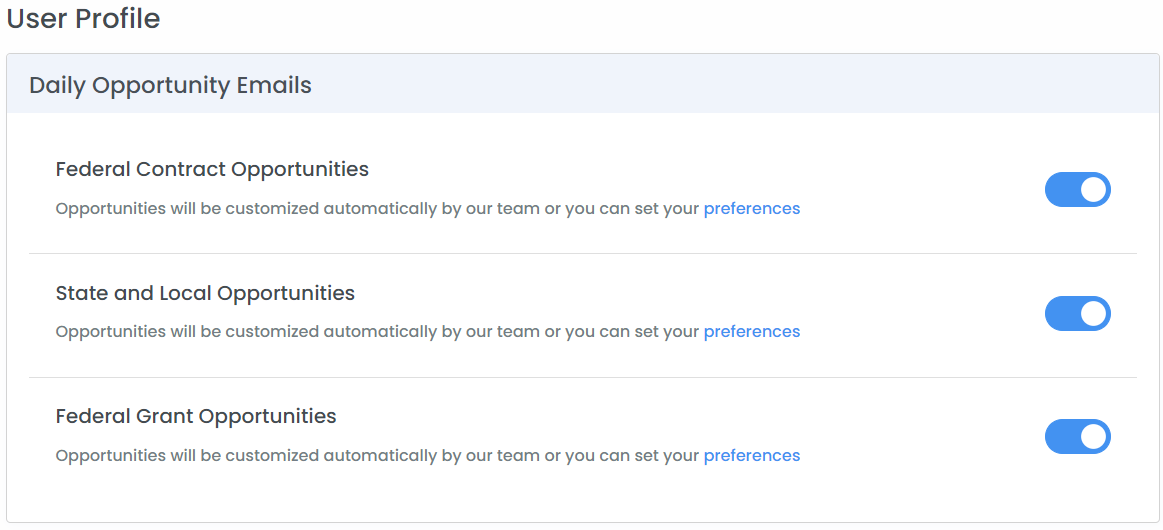 User Profile
Daily Opportunity Emails
Federal Contract Opportunities
Opportunities will be customized automatically by our team or you can set your preferences
State and Local Opportunities
Opportunities will be customized automatically by our team or you can set your preferences
Federal Grant Opportunities
Opportunities will be customized automatically by our team or you can set your preferences